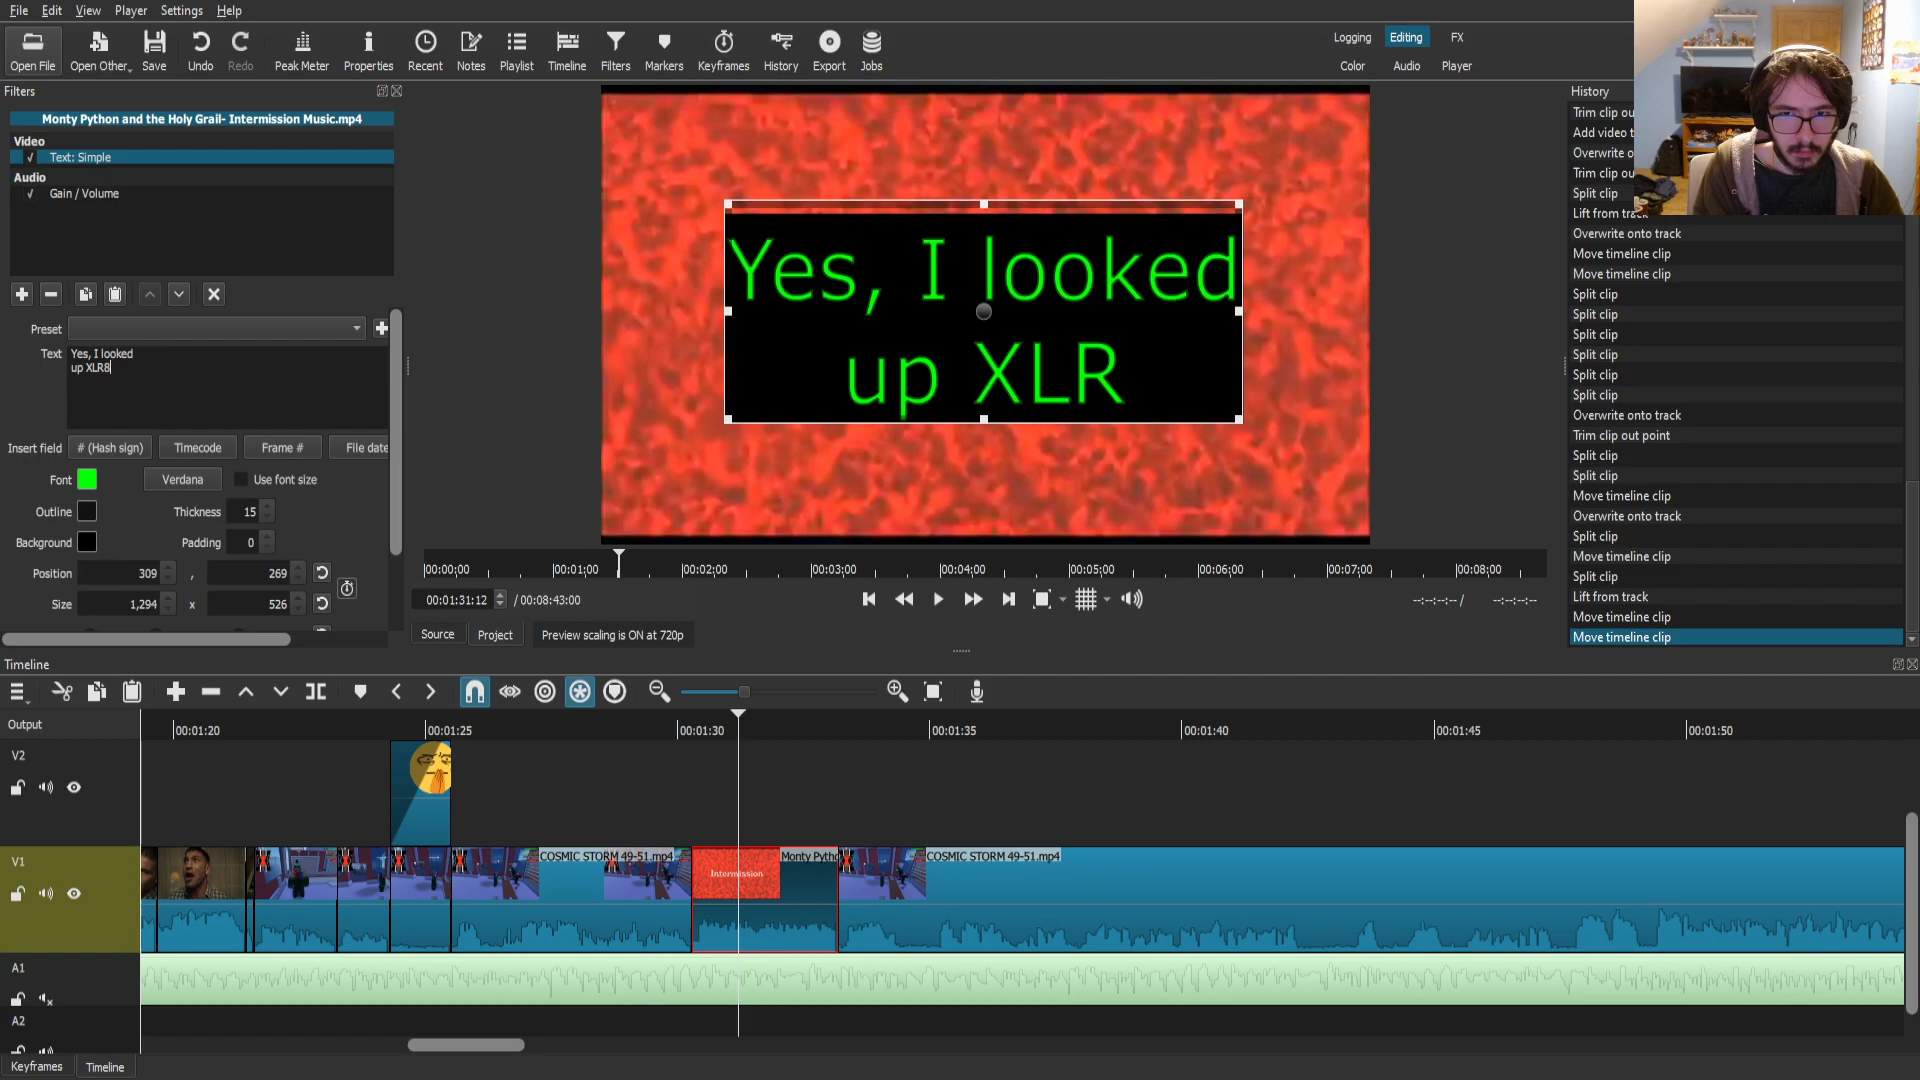 File Edit View Player Settings Help
Open File Open Other Save Undo Redo Peak Meter Properties Recent Notes Playlist Timeline Filters Markers Keyframes History Export Jobs
Logging Editing FX
Color Audio Player
Filters
Monty Python and the Holy Grail- Intermission Music.mp4
Video
Text: Simple
Audio
Gain / Volume
Preset
Text
Yes, I looked
up XLR8
Insert field # (Hash sign) Timecode Frame # File date
Font Verdana Use font size
Outline Thickness 15
Background Padding 0
Position 309 , 269
Size 1,294 x 526
Yes, I looked
up XLR
00:00:00 00:01:00 00:02:00 00:03:00 00:04:00 00:05:00 00:06:00 00:07:00 00:08:00
00:01:31:12 / 00:08:43:00
--:--:--:-- / --:--:--:--
Source Project Preview scaling is ON at 720p
History
Trim clip ou
Add video t
Overwrite o
Trim clip ou
Split clip
Lift from track
Overwrite onto track
Move timeline clip
Move timeline clip
Split clip
Split clip
Split clip
Split clip
Split clip
Split clip
Overwrite onto track
Trim clip out point
Split clip
Split clip
Move timeline clip
Overwrite onto track
Split clip
Move timeline clip
Split clip
Lift from track
Move timeline clip
Move timeline clip
Timeline
Output
00:01:20 00:01:25 00:01:30 00:01:35 00:01:40 00:01:45 00:01:50
V2
V1
COSMIC STORM 49-51.mp4
Intermission
Monty Pytho
COSMIC STORM 49-51.mp4
A1
A2
Keyframes Timeline